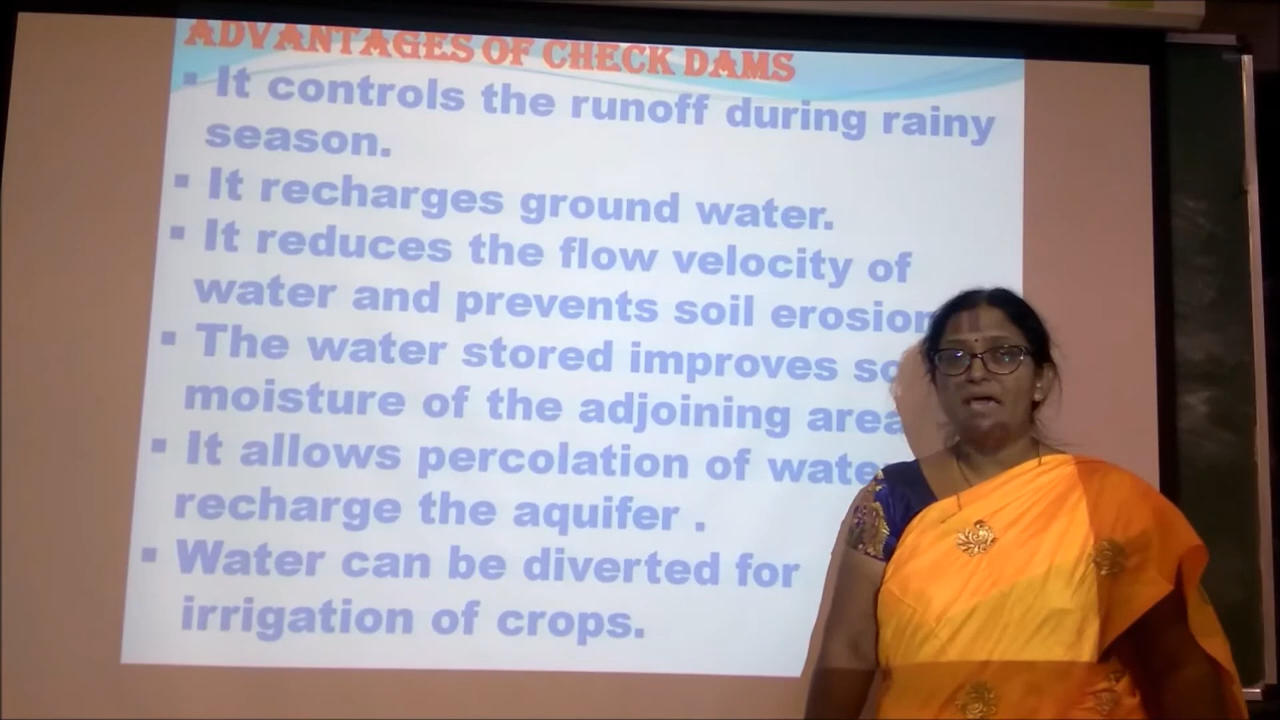 ADVANTAGES OF CHECK DAMS
▪ It controls the runoff during rainy
season.
▪ It recharges ground water.
▪ It reduces the flow velocity of
water and prevents soil erosion
▪ The water stored improves
moisture of the adjoining area
▪ It allows percolation of
recharge the aquifer .
▪ Water can be diverted for
irrigation of crops.